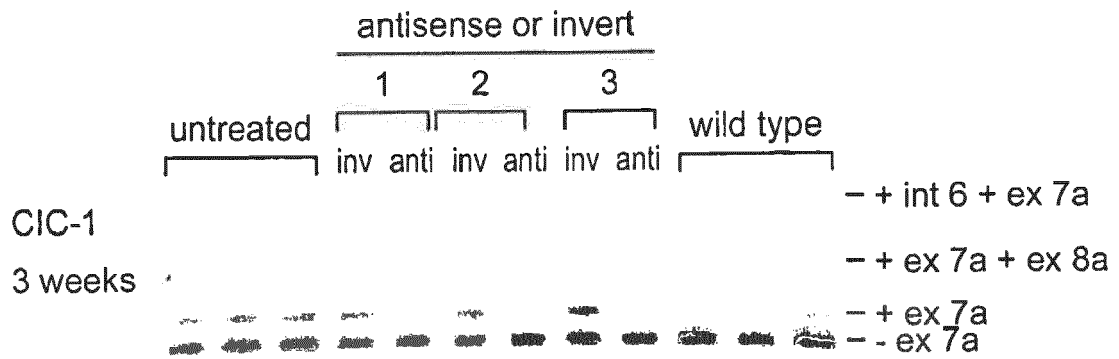 antisense or invert
1 2 3
untreated wild type
inv anti inv anti inv anti
CIC-1
3 weeks
– + int 6 + ex 7a
– + ex 7a + ex 8a
– + ex 7a
– - ex 7a